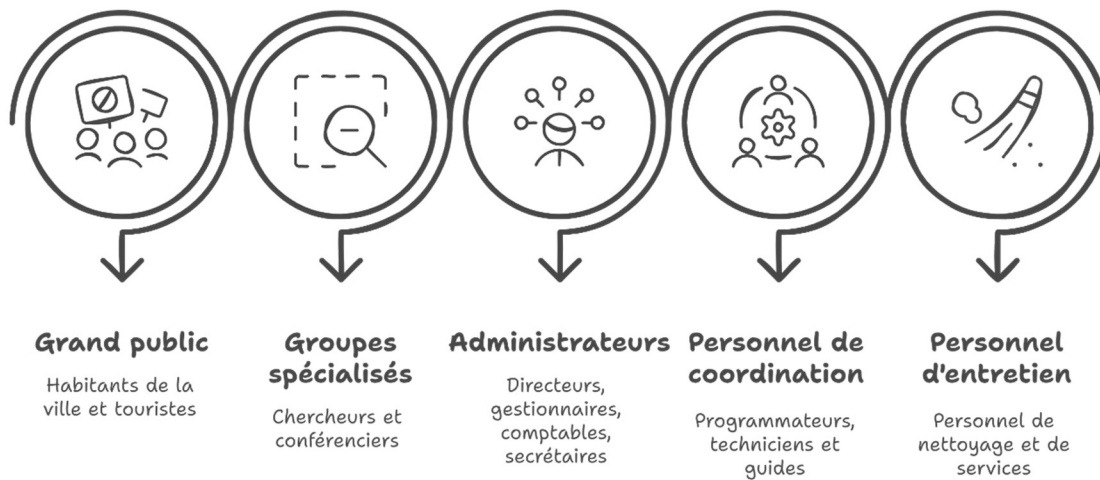 Grand public
Habitants de la
ville et touristes
Groupes
spécialisés
Chercheurs et
conférenciers
Administrateurs
Directeurs,
gestionnaires,
comptables,
secrétaires
Personnel de
coordination
Programmateurs,
techniciens et
guides
Personnel
d'entretien
Personnel de
nettoyage et de
services